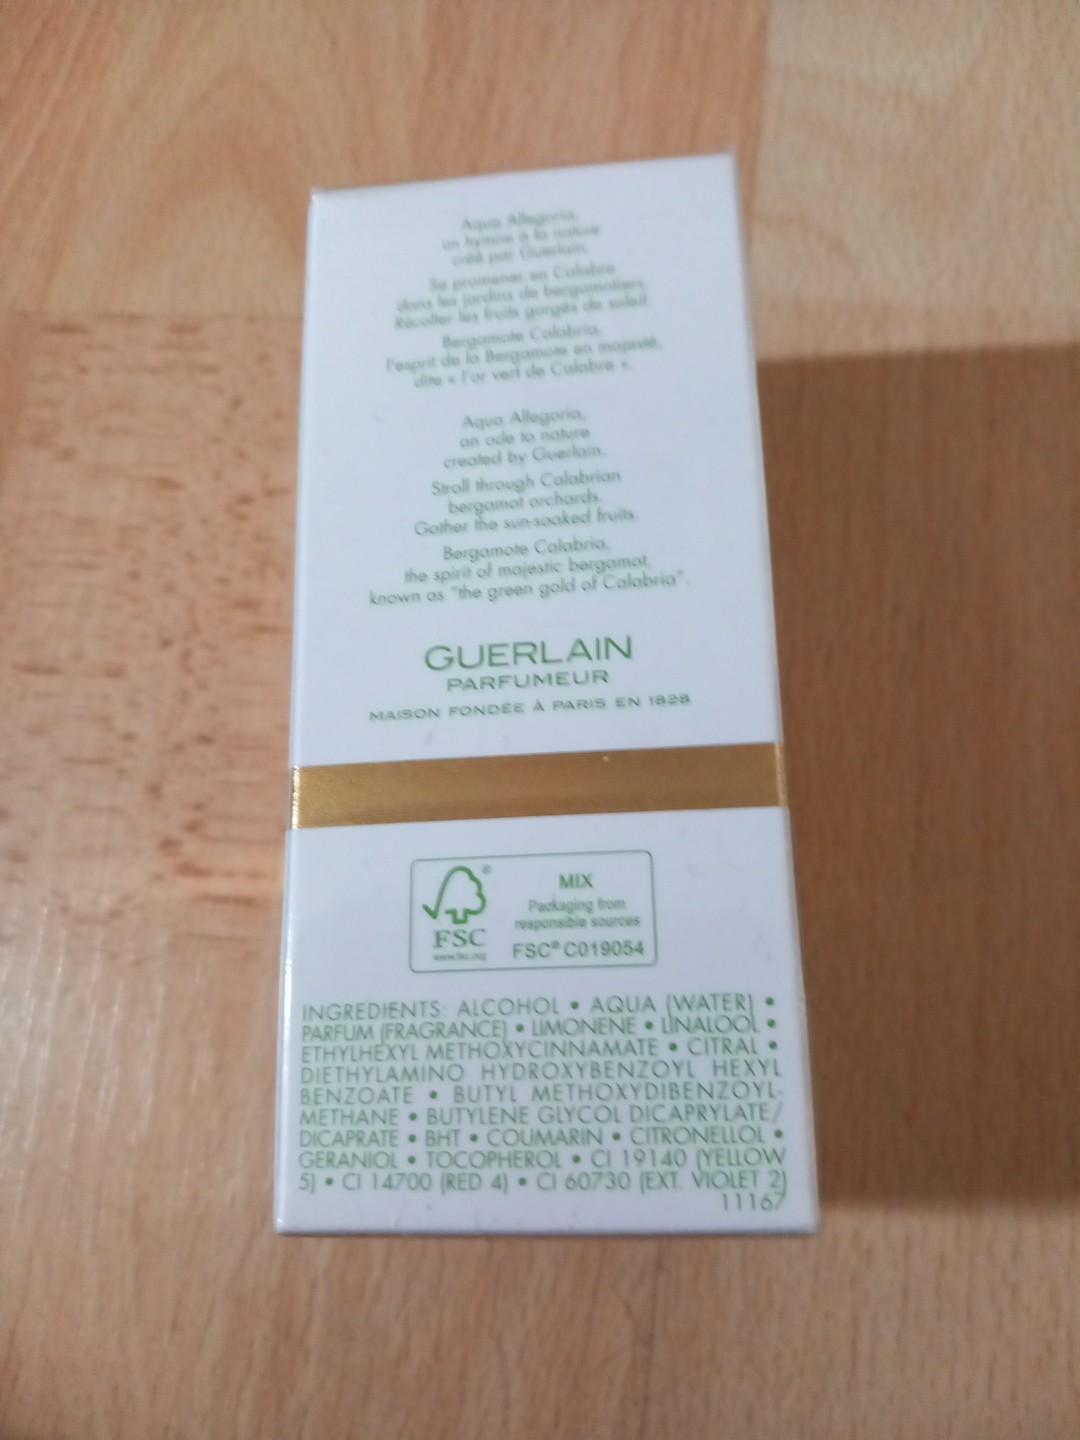 Aqua Allegoria,
un hymne à la nature
créé par Guerlain.
Se promener en Calabre
dans les jardins de bergamotiers.
Récolter les fruits gorgés de soleil.
Bergamote Calabria,
l'esprit de la Bergamote en majesté,
dite « l'or vert de Calabre ».
Aqua Allegoria,
an ode to nature
created by Guerlain.
Stroll through Calabrian
bergamot orchards.
Gather the sun-soaked fruits.
Bergamote Calabria,
the spirit of majestic bergamot,
known as "the green gold of Calabria".
GUERLAIN
PARFUMEUR
MAISON FONDÉE À PARIS EN 1828
FSC®
www.fsc.org
MIX
Packaging from
responsible sources
FSC® C019054
INGREDIENTS: ALCOHOL • AQUA (WATER) •
PARFUM (FRAGRANCE) • LIMONENE • LINALOOL •
ETHYLHEXYL METHOXYCINNAMATE • CITRAL •
DIETHYLAMINO HYDROXYBENZOYL HEXYL
BENZOATE • BUTYL METHOXYDIBENZOYL-
METHANE • BUTYLENE GLYCOL DICAPRYLATE/
DICAPRATE • BHT • COUMARIN • CITRONELLOL •
GERANIOL • TOCOPHEROL • CI 19140 (YELLOW
5) • CI 14700 (RED 4) • CI 60730 (EXT. VIOLET 2)
11167